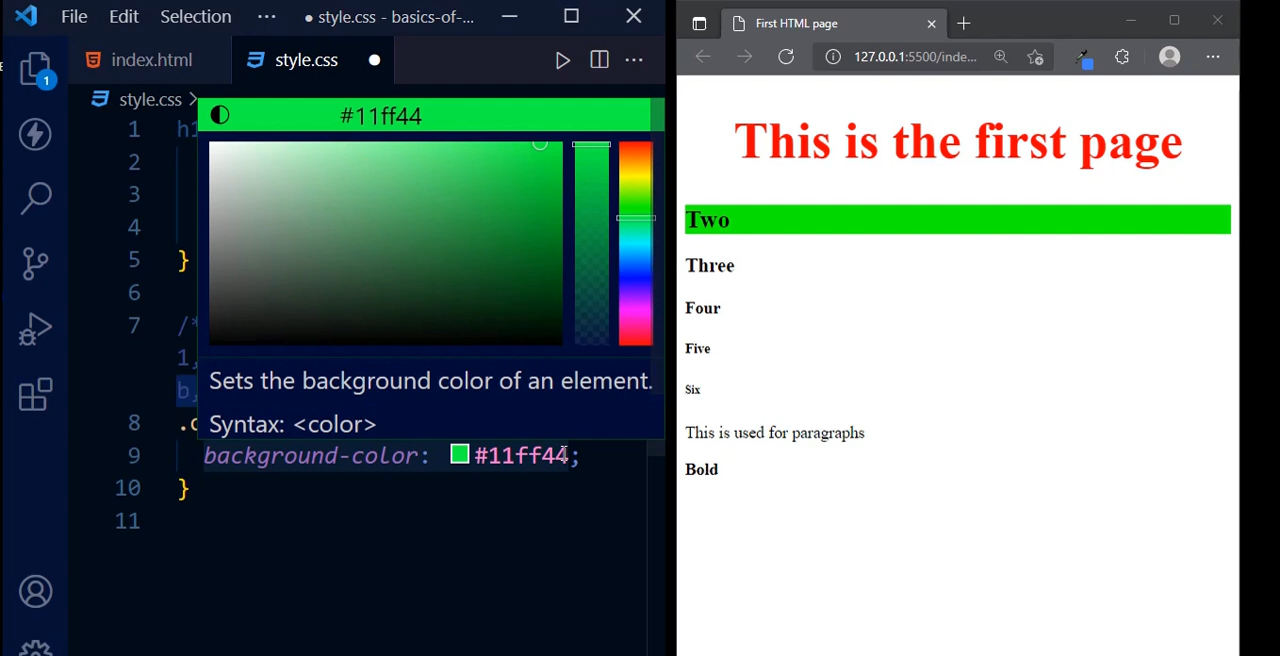 File Edit Selection ··· ● style.css - basics-of-...
index.html style.css
style.css
#11ff44
1 h1
2
3
4
5 }
6
7 /*
1,
b,
Sets the background color of an element.
Syntax: <color>
8 .c
9 background-color: #11ff44;
10 }
11
1
First HTML page
127.0.0.1:5500/inde...
This is the first page
Two
Three
Four
Five
Six
This is used for paragraphs
Bold